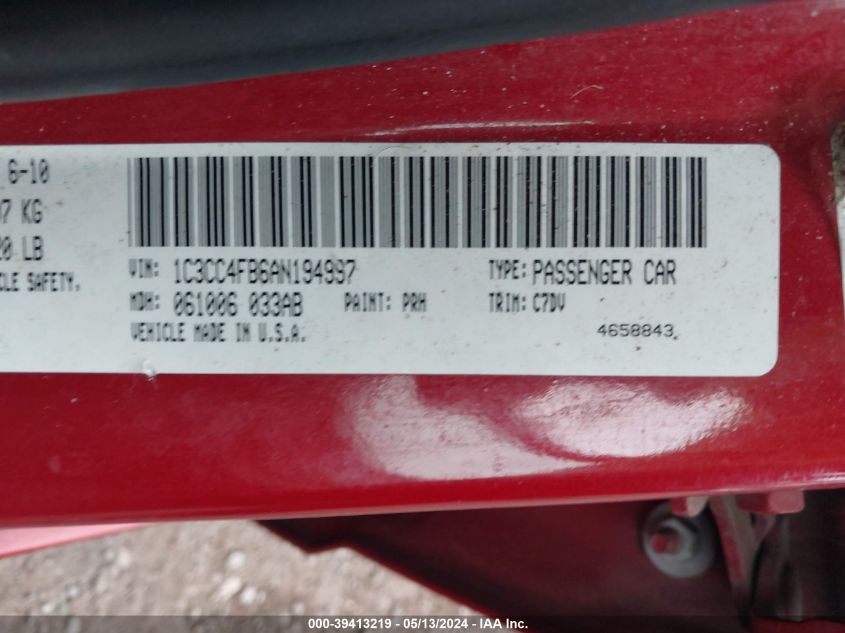 6-10
7 KG
20 LB
CLE SAFETY.
VIN: 1C3CC4FB6AN194997
TYPE: PASSENGER CAR
MDH: 061006 033AB
PAINT: PRH
TRIM: C7DV
VEHICLE MADE IN U.S.A.
4658843
000-39413219 - 05/13/2024 - IAA Inc.